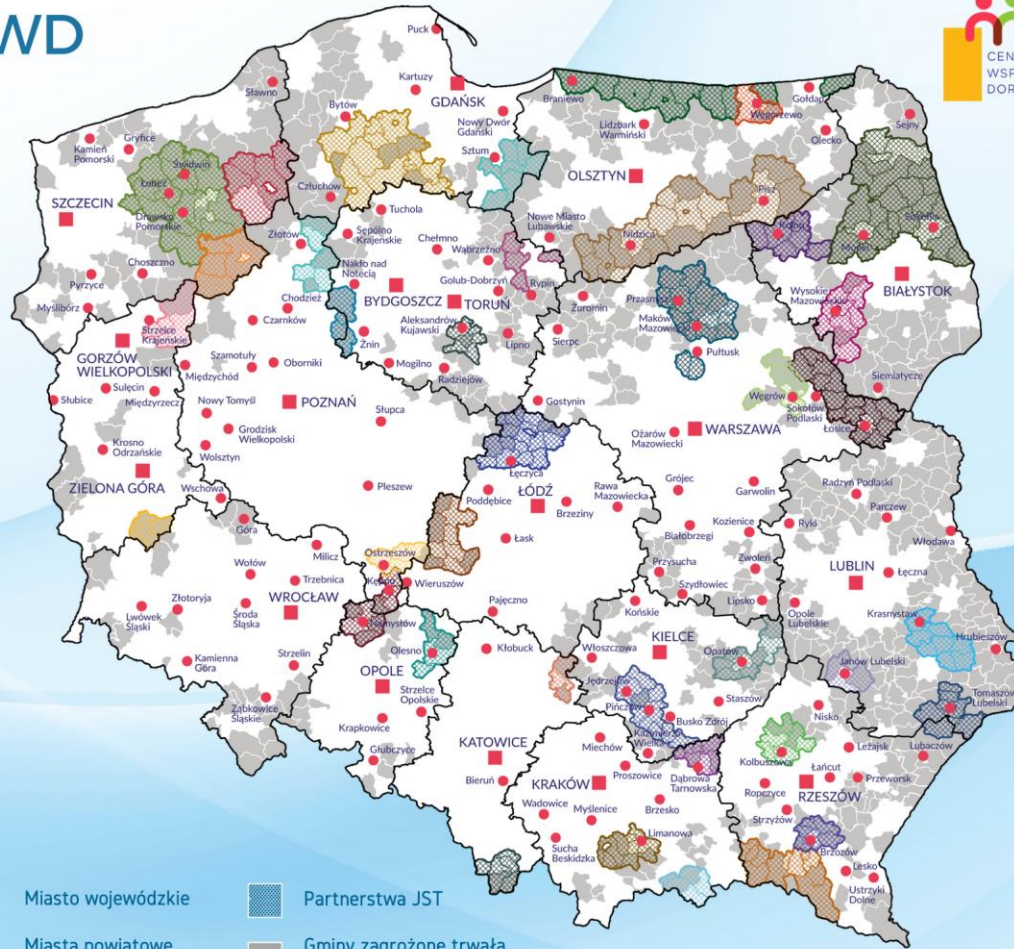 WD
CEN
WSP
DOR
Puck
Kartuzy
GDAŃSK
Sławno
Bytów
Nowy Dwór
Gdański
Sztum
Braniewo
Lidzbark
Warmiński
Węgorzewo
Gołdap
Olecko
Sejny
Kamień
Pomorski
Gryfice
Świdwin
Łobez
SZCZECIN
Drawsko
Pomorskie
Człuchów
OLSZTYN
Pisz
Tuchola
Złotów
Sępolno
Krajeńskie
Chełmno
Wąbrzeźno
Nowe Miasto
Lubawskie
Nidzica
Kolno
Mońki
Sokółka
Choszczno
Pyrzyce
Myślibórz
Nakło nad
Notecią
Golub-Dobrzyń
Rypin
BYDGOSZCZ
TORUŃ
Chodzież
Czarnków
Aleksandrów
Kujawski
Żuromin
Przasnysz
Maków
Mazowiecki
Wysokie
Mazowieckie
BIAŁYSTOK
Strzelce
Krajeńskie
GORZÓW
WIELKOPOLSKI
Szamotuły
Oborniki
Żnin
Mogilno
Radziejów
Lipno
Sierpc
Pułtusk
Siemiatycze
Międzychód
Sulęcin
Międzyrzecz
Słubice
Nowy Tomyśl
POZNAŃ
Słupca
Gostynin
Węgrów
Sokołów
Podlaski
Łosice
Grodzisk
Wielkopolski
Wolsztyn
Krosno
Odrzańskie
ZIELONA GÓRA
Ożarów
Mazowiecki
WARSZAWA
Łęczyca
ŁÓDŹ
Poddębice
Brzeziny
Rawa
Mazowiecka
Grójec
Garwolin
Radzyń Podlaski
Parczew
Wschowa
Pleszew
Góra
Łask
Białobrzegi
Kozienice
Ryki
Włodawa
Milicz
Ostrzeszów
Kępno
Wieruszów
Przysucha
Zwoleń
LUBLIN
Łęczna
Wołów
Trzebnica
WROCŁAW
Szydłowiec
Lipsko
Opole
Lubelskie
Krasnystaw
Złotoryja
Lwówek
Śląski
Środa
Śląska
Namysłów
Pajęczno
Końskie
Hrubieszów
Olesno
Kłobuck
Włoszczowa
KIELCE
Opatów
Janów Lubelski
Kamienna
Góra
Strzelin
OPOLE
Strzelce
Opolskie
Jędrzejów
Pińczów
Busko Zdrój
Staszów
Tomaszów
Lubelski
Ząbkowice
Śląskie
Krapkowice
Kazimierza
Wielka
Nisko
Głubczyce
KATOWICE
Miechów
Kolbuszowa
Leżajsk
Lubaczów
Bieruń
KRAKÓW
Proszowice
Dąbrowa
Tarnowska
Łańcut
Przeworsk
Ropczyce
RZESZÓW
Wadowice
Myślenice
Brzesko
Strzyżów
Sucha
Beskidzka
Limanowa
Brzozów
Lesko
Ustrzyki
Dolne
Miasto wojewódzkie
Partnerstwa JST
Miasta powiatowe
Gminy zagrożone trwałą